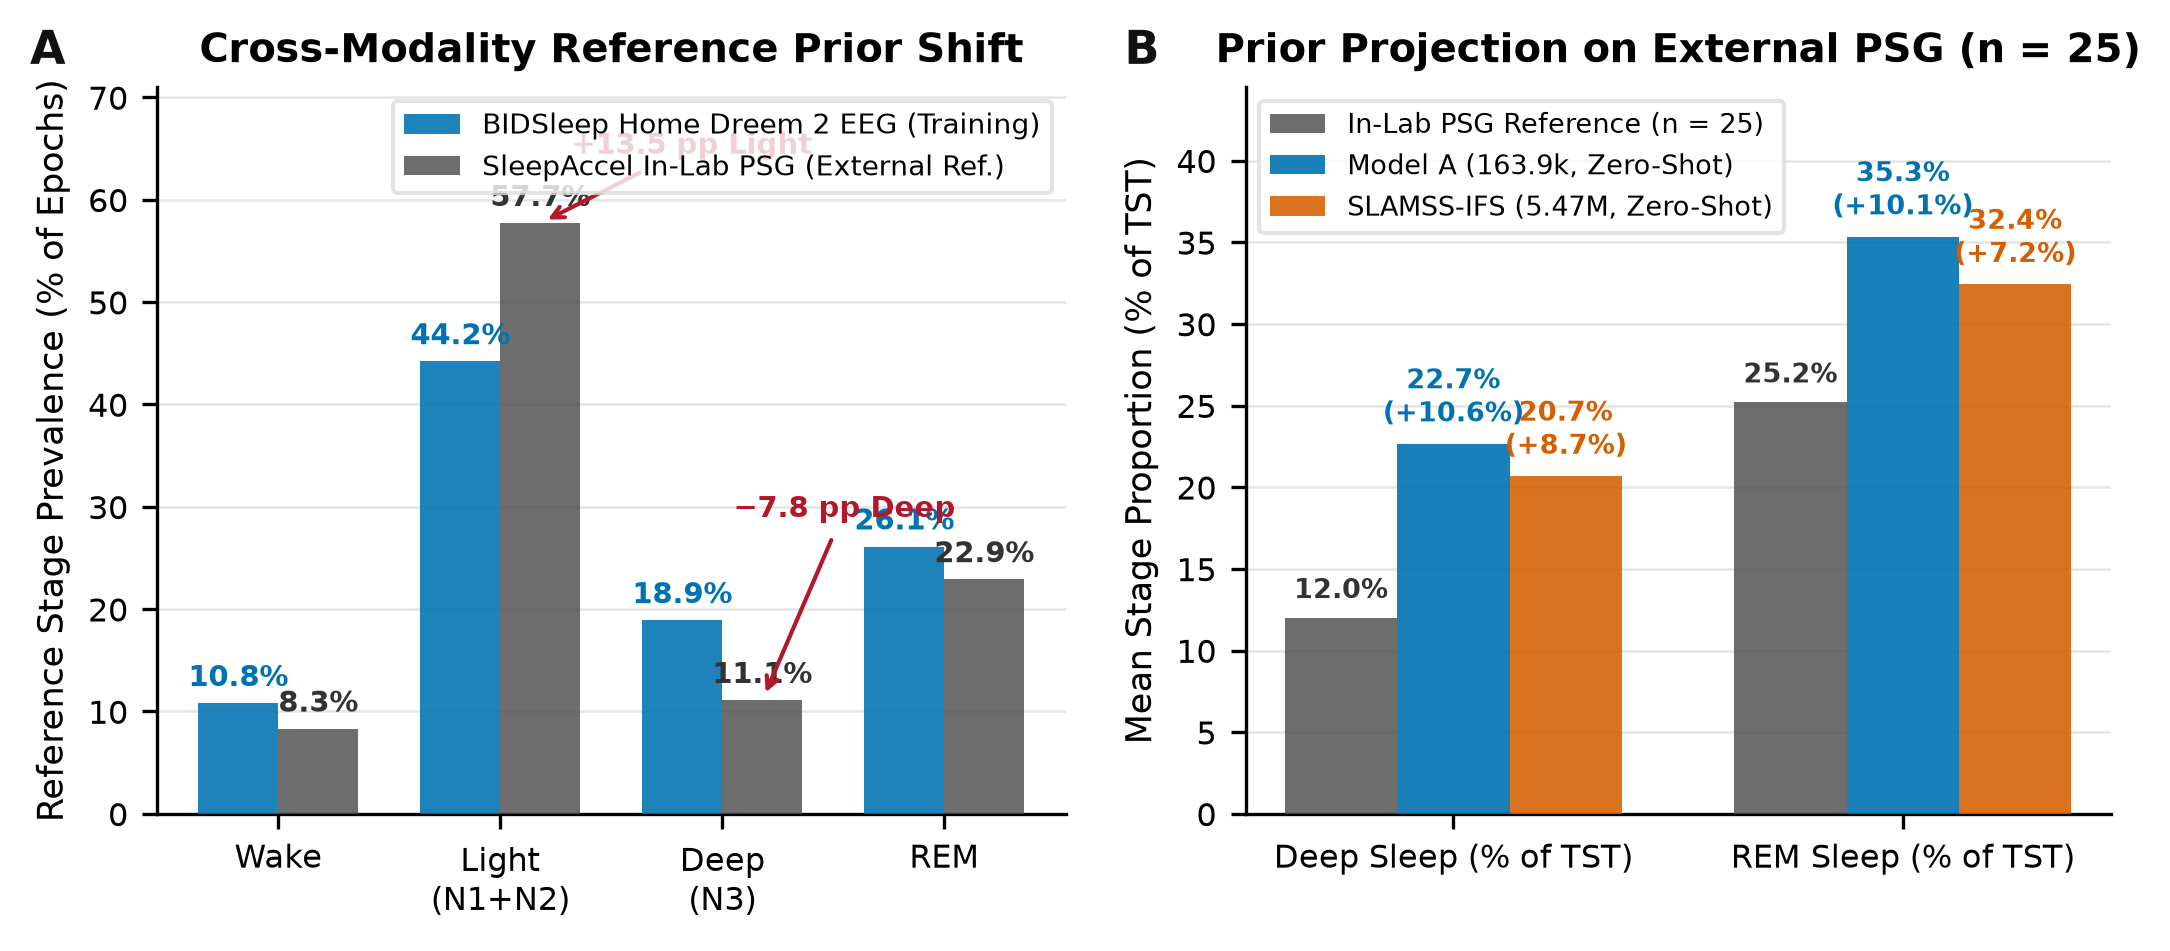 A
Cross-Modality Reference Prior Shift
Reference Stage Prevalence (% of Epochs)
70
60
50
40
30
20
10
0
BIDSleep Home Dreem 2 EEG (Training)
SleepAccel In-Lab PSG (External Ref.)
+13.5 pp Light
57.7%
44.2%
−7.8 pp Deep
26.1%
22.9%
18.9%
11.1%
10.8%
8.3%
Wake
Light
(N1+N2)
Deep
(N3)
REM
B
Prior Projection on External PSG (n = 25)
Mean Stage Proportion (% of TST)
40
35
30
25
20
15
10
5
0
In-Lab PSG Reference (n = 25)
Model A (163.9k, Zero-Shot)
SLAMSS-IFS (5.47M, Zero-Shot)
12.0%
22.7%
(+10.6%)
20.7%
(+8.7%)
25.2%
35.3%
(+10.1%)
32.4%
(+7.2%)
Deep Sleep (% of TST)
REM Sleep (% of TST)